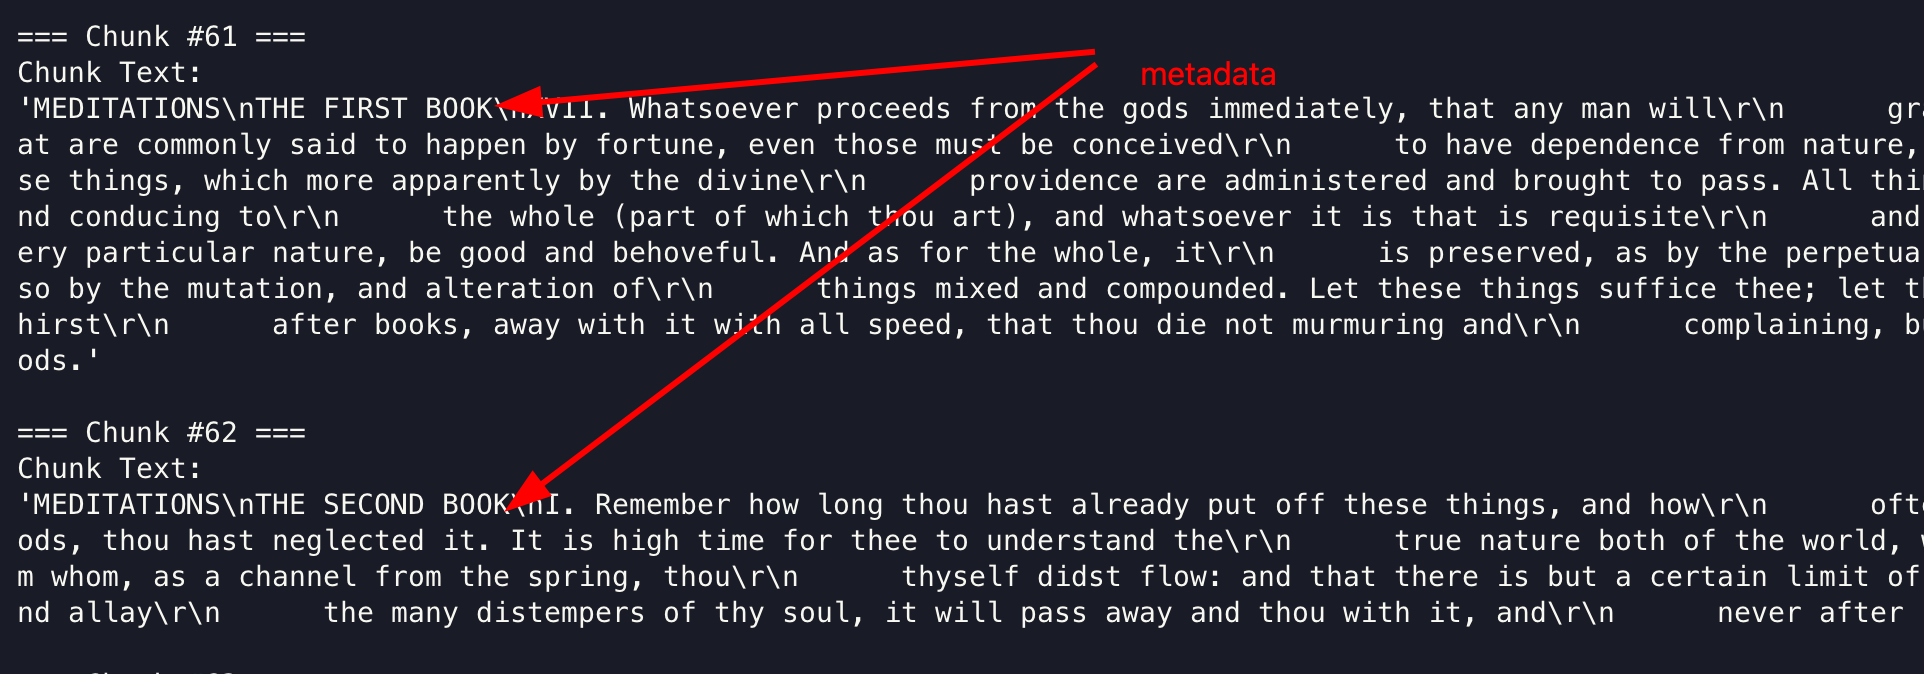 === Chunk #61 ===
Chunk Text:
metadata
'MEDITATIONS\nTHE FIRST BOOK\nXVII. Whatsoever proceeds from the gods immediately, that any man will\r\n      gr
at are commonly said to happen by fortune, even those must be conceived\r\n      to have dependence from nature,
se things, which more apparently by the divine\r\n      providence are administered and brought to pass. All thi
nd conducing to\r\n      the whole (part of which thou art), and whatsoever it is that is requisite\r\n      and
ery particular nature, be good and behoveful. And as for the whole, it\r\n      is preserved, as by the perpetua
so by the mutation, and alteration of\r\n      things mixed and compounded. Let these things suffice thee; let
hirst\r\n      after books, away with it with all speed, that thou die not murmuring and\r\n      complaining,
ods.'
=== Chunk #62 ===
Chunk Text:
'MEDITATIONS\nTHE SECOND BOOK\nI. Remember how long thou hast already put off these things, and how\r\n      oft
ods, thou hast neglected it. It is high time for thee to understand the\r\n      true nature both of the world,
m whom, as a channel from the spring, thou\r\n      thyself didst flow: and that there is but a certain limit of
nd allay\r\n      the many distempers of thy soul, it will pass away and thou with it, and\r\n      never after